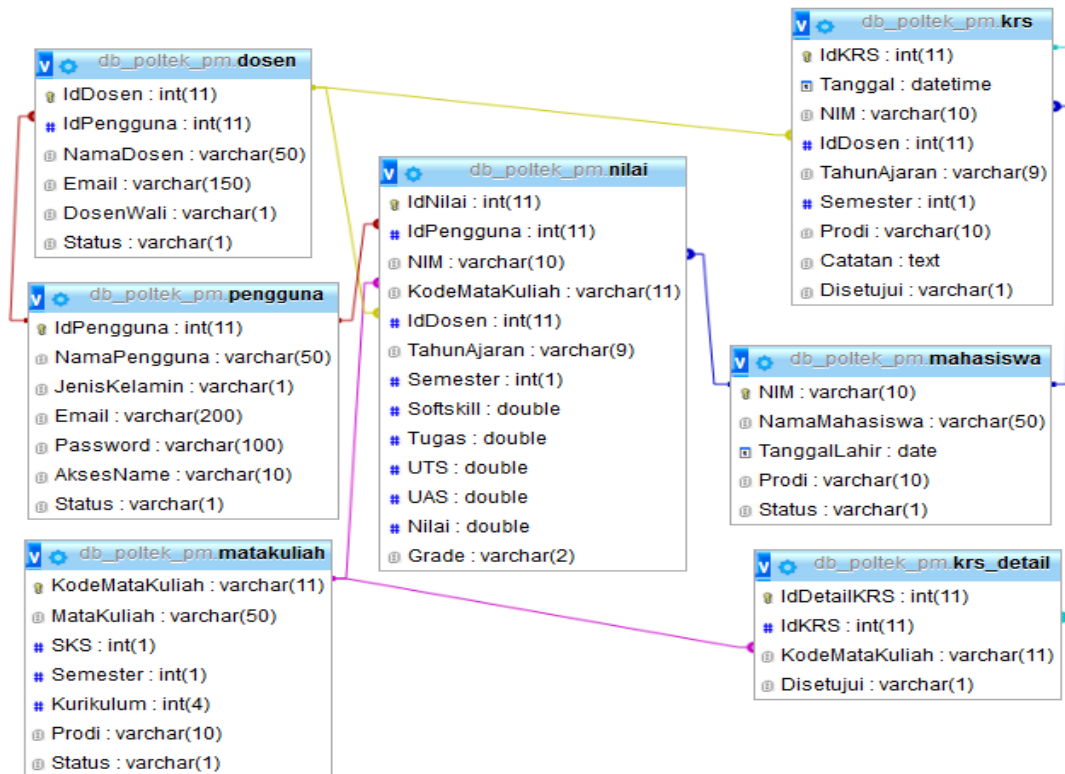 db_poltek_pm.dosen
IdDosen : int(11)
IdPengguna : int(11)
NamaDosen : varchar(50)
Email : varchar(150)
DosenWali : varchar(1)
Status : varchar(1)
db_poltek_pm.pengguna
IdPengguna : int(11)
NamaPengguna : varchar(50)
JenisKelamin : varchar(1)
Email : varchar(200)
Password : varchar(100)
AksesName : varchar(10)
Status : varchar(1)
db_poltek_pm.matakuliah
KodeMataKuliah : varchar(11)
MataKuliah : varchar(50)
SKS : int(1)
Semester : int(1)
Kurikulum : int(4)
Prodi : varchar(10)
Status : varchar(1)
db_poltek_pm.nilai
IdNilai : int(11)
IdPengguna : int(11)
NIM : varchar(10)
KodeMataKuliah : varchar(11)
IdDosen : int(11)
TahunAjaran : varchar(9)
Semester : int(1)
Softskill : double
Tugas : double
UTS : double
UAS : double
Nilai : double
Grade : varchar(2)
db_poltek_pm.krs
IdKRS : int(11)
Tanggal : datetime
NIM : varchar(10)
IdDosen : int(11)
TahunAjaran : varchar(9)
Semester : int(1)
Prodi : varchar(10)
Catatan : text
Disetujui : varchar(1)
db_poltek_pm.mahasiswa
NIM : varchar(10)
NamaMahasiswa : varchar(50)
TanggalLahir : date
Prodi : varchar(10)
Status : varchar(1)
db_poltek_pm.krs_detail
IdDetailKRS : int(11)
IdKRS : int(11)
KodeMataKuliah : varchar(11)
Disetujui : varchar(1)